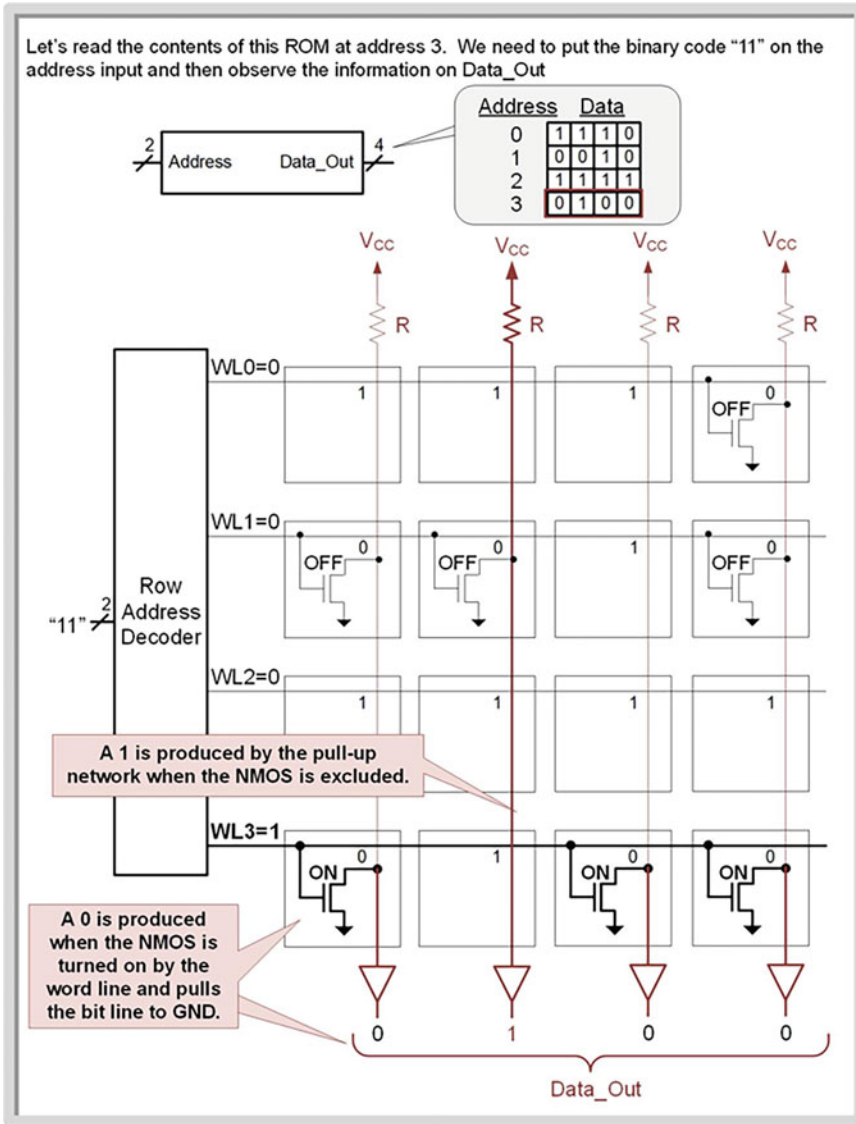 Let's read the contents of this ROM at address 3. We need to put the binary code "11" on the
address input and then observe the information on Data_Out
Address Data
0 1 1 1 0
1 0 0 1 0
2 1 1 1 1
3 0 1 0 0
2 Address Data_Out 4
VCC VCC VCC VCC
R R R R
WL0=0
1 1 1 0
OFF
WL1=0
0 0 1 0
OFF OFF OFF
"11" 2
Row
Address
Decoder
WL2=0
1 1 1 1
A 1 is produced by the pull-up
network when the NMOS is excluded.
WL3=1
0 1 0 0
ON ON ON
A 0 is produced
when the NMOS is
turned on by the
word line and pulls
the bit line to GND.
0 1 0 0
Data_Out